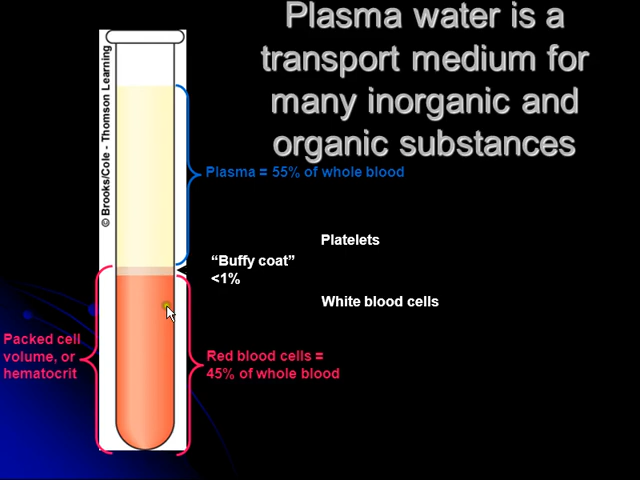 Plasma water is a
transport medium for
many inorganic and
organic substances
© Brooks/Cole - Thomson Learning
Plasma = 55% of whole blood
Platelets
“Buffy coat”
<1%
White blood cells
Packed cell
volume, or
hematocrit
Red blood cells =
45% of whole blood